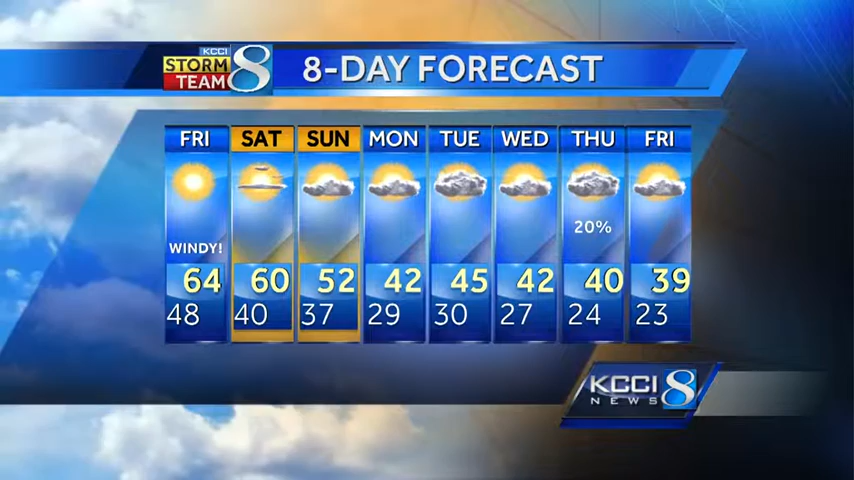 KCCI
STORM
TEAM 8
8-DAY FORECAST
FRI SAT SUN MON TUE WED THU FRI
20%
WINDY!
64 60 52 42 45 42 40 39
48 40 37 29 30 27 24 23
KCCI 8
NEWS